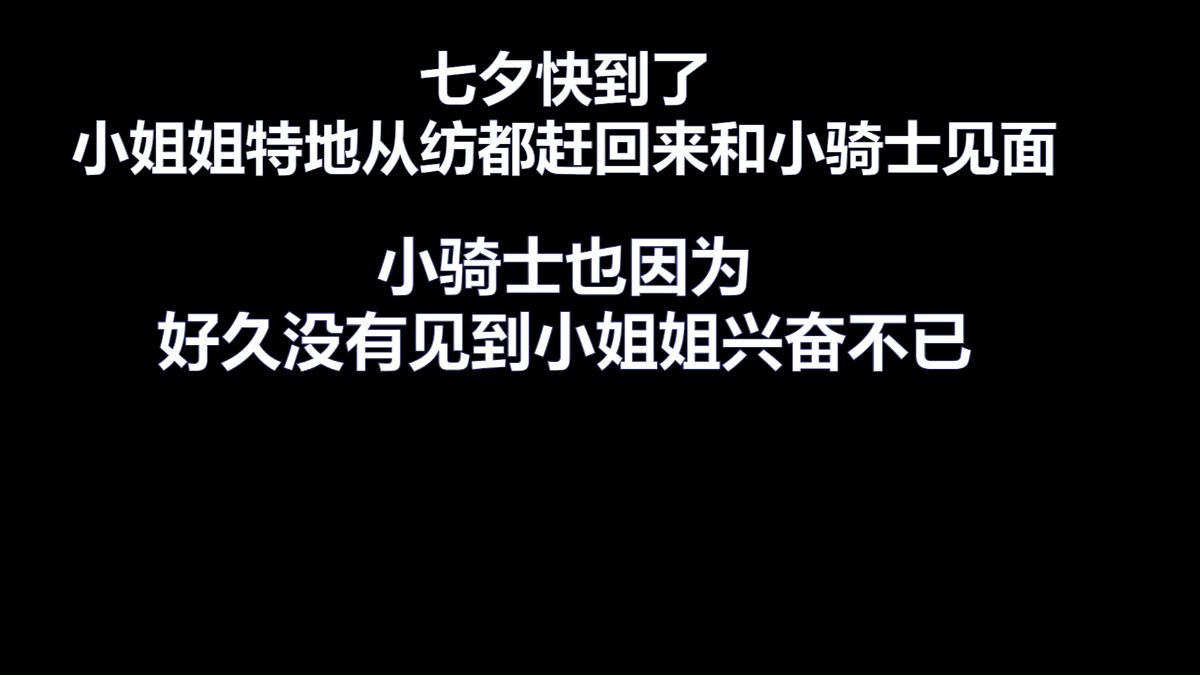 七夕快到了
小姐姐特地从纺都赶回来和小骑士见面
小骑士也因为
好久没有见到小姐姐兴奋不已